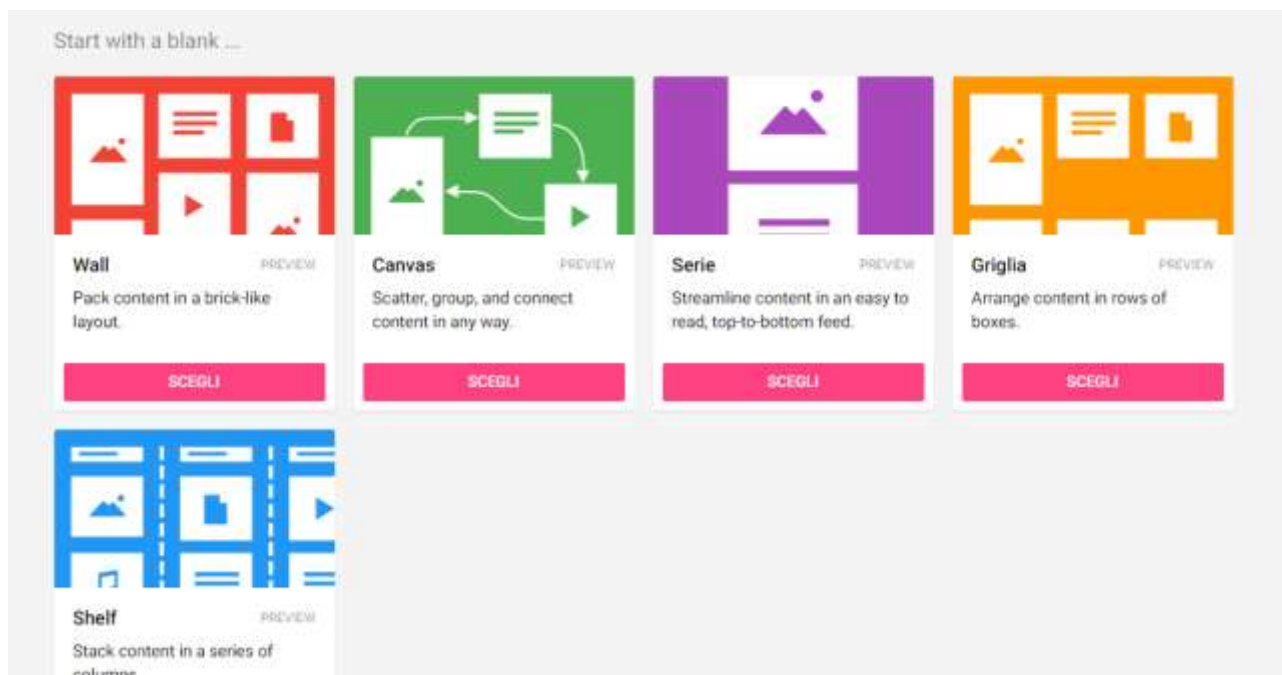 Start with a blank ...
Wall PREVIEW
Pack content in a brick-like
layout.
SCEGLI
Canvas PREVIEW
Scatter, group, and connect
content in any way.
SCEGLI
Serie PREVIEW
Streamline content in an easy to
read, top-to-bottom feed.
SCEGLI
Griglia PREVIEW
Arrange content in rows of
boxes.
SCEGLI
Shelf PREVIEW
Stack content in a series of
columns